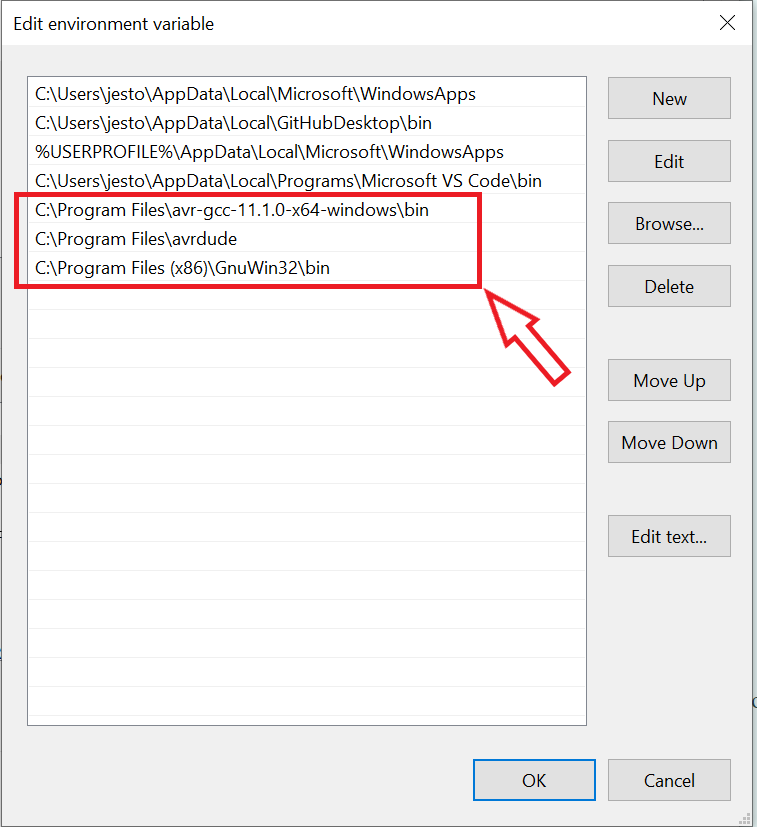 Edit environment variable
C:\Users\jesto\AppData\Local\Microsoft\WindowsApps
C:\Users\jesto\AppData\Local\GitHubDesktop\bin
%USERPROFILE%\AppData\Local\Microsoft\WindowsApps
C:\Users\jesto\AppData\Local\Programs\Microsoft VS Code\bin
C:\Program Files\avr-gcc-11.1.0-x64-windows\bin
C:\Program Files\avrdude
C:\Program Files (x86)\GnuWin32\bin
New
Edit
Browse...
Delete
Move Up
Move Down
Edit text...
OK
Cancel